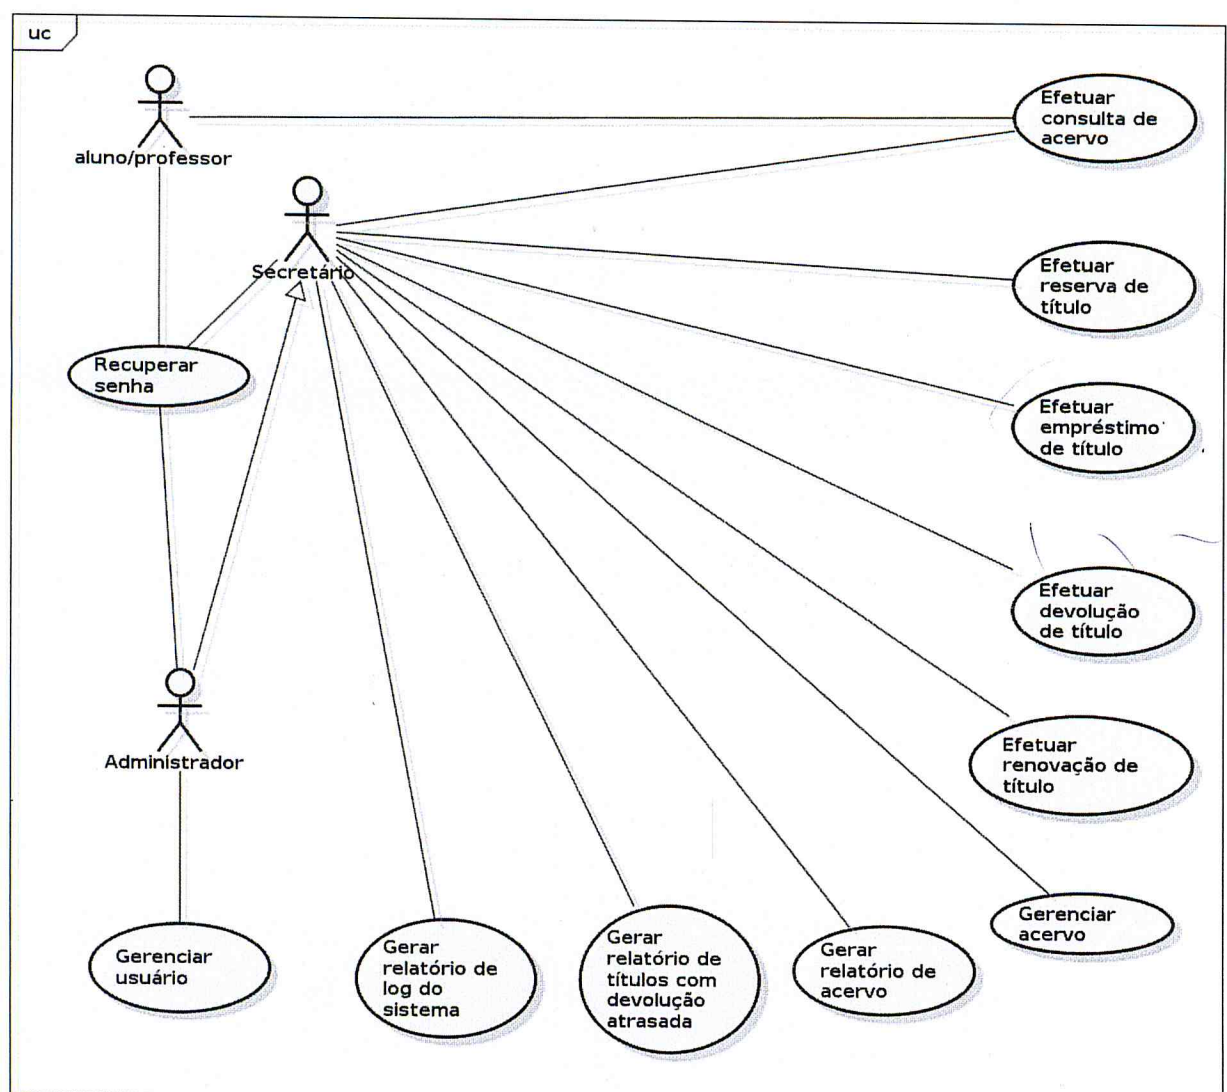 uc
aluno/professor
Efetuar
consulta de
acervo
Secretário
Efetuar
reserva de
título
Recuperar
senha
Efetuar
empréstimo
de título
Efetuar
devolução
de título
Administrador
Efetuar
renovação de
título
Gerenciar
acervo
Gerenciar
usuário
Gerar
relatório de
log do
sistema
Gerar
relatório de
títulos com
devolução
atrasada
Gerar
relatório de
acervo